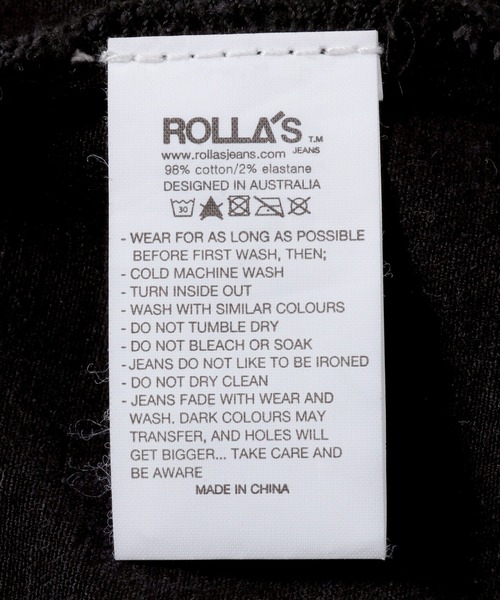 ROLLA'S T.M
JEANS
www.rollasjeans.com
98% cotton/2% elastane
DESIGNED IN AUSTRALIA
30
- WEAR FOR AS LONG AS POSSIBLE
BEFORE FIRST WASH, THEN;
- COLD MACHINE WASH
- TURN INSIDE OUT
- WASH WITH SIMILAR COLOURS
- DO NOT TUMBLE DRY
- DO NOT BLEACH OR SOAK
- JEANS DO NOT LIKE TO BE IRONED
- DO NOT DRY CLEAN
- JEANS FADE WITH WEAR AND
WASH. DARK COLOURS MAY
TRANSFER, AND HOLES WILL
GET BIGGER... TAKE CARE AND
BE AWARE
MADE IN CHINA